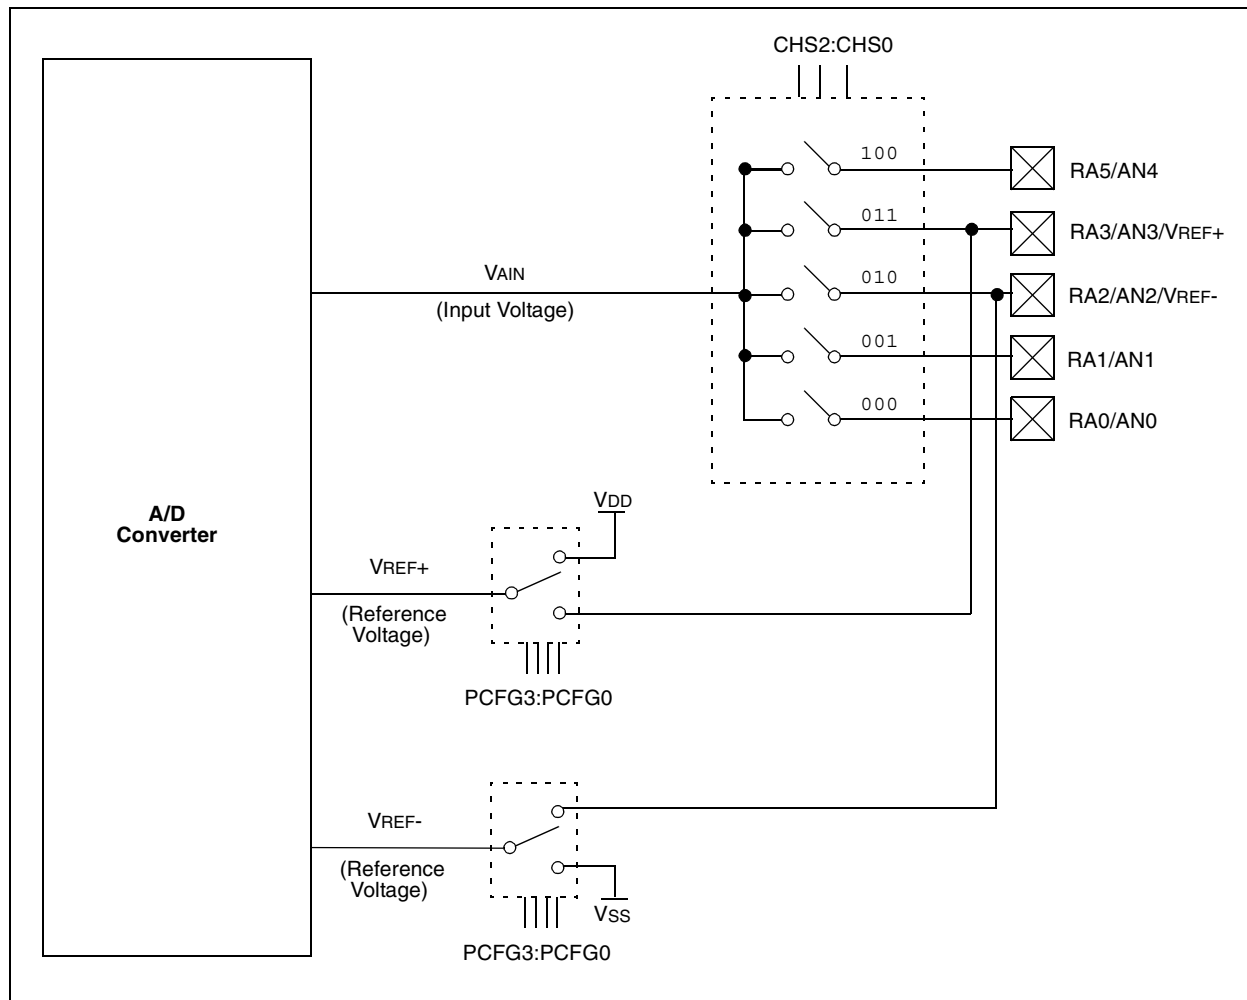 CHS2:CHS0
100
RA5/AN4
011
RA3/AN3/VREF+
VAIN
010
(Input Voltage)
RA2/AN2/VREF-
001
RA1/AN1
000
RA0/AN0
VDD
A/D
Converter
VREF+
(Reference
Voltage)
PCFG3:PCFG0
VREF-
(Reference
Voltage)
VSS
PCFG3:PCFG0